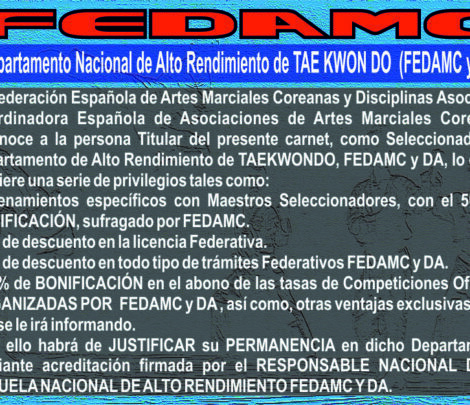 FEDAMC
partamento Nacional de Alto Rendimiento de TAE KWON DO (FEDAMC y
ederación Española de Artes Marciales Coreanas y Disciplinas Asoc
rdinadora Española de Asociaciones de Artes Marciales Core
noce a la persona Titular del presente carnet, como Seleccionad
artamento de Alto Rendimiento de TAEKWONDO, FEDAMC y DA, lo
iere una serie de privilegios tales como:
enamientos específicos con Maestros Seleccionadores, con el 5
IFICACIÓN, sufragado por FEDAMC.
de descuento en la licencia Federativa.
de descuento en todo tipo de trámites Federativos FEDAMC y DA.
% de BONIFICACIÓN en el abono de las tasas de Competiciones Of
GANIZADAS POR FEDAMC y DA , así como, otras ventajas exclusivas
se le irá informando.
ello habrá de JUSTIFICAR su PERMANENCIA en dicho Departa
iante acreditación firmada por el RESPONSABLE NACIONAL D
UELA NACIONAL DE ALTO RENDIMIENTO FEDAMC Y DA.